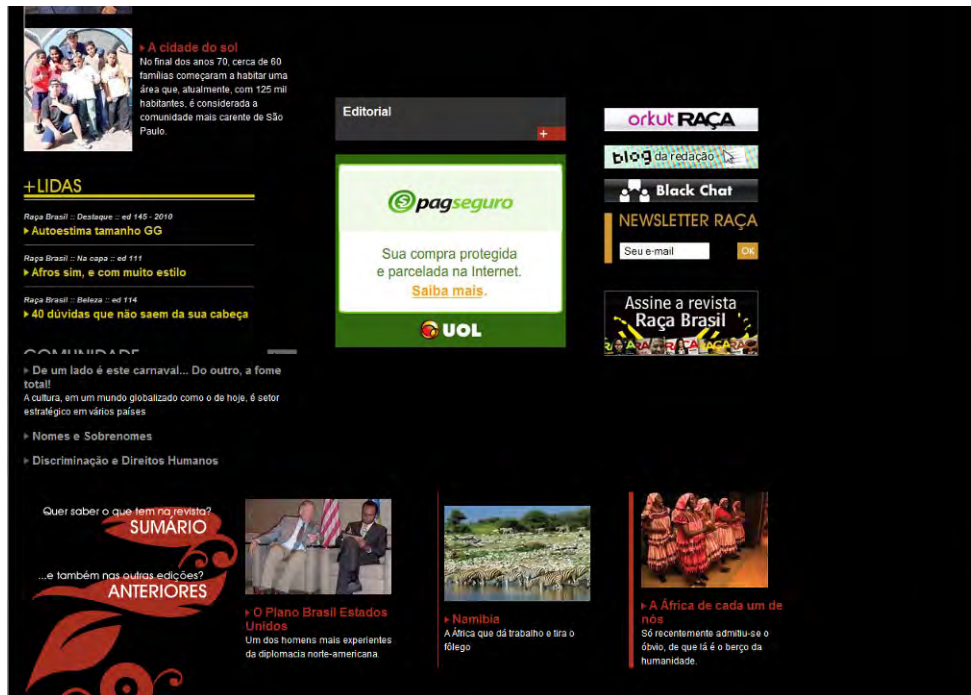 A cidade do sol
No final dos anos 70, cerca de 60
famílias começaram a habitar uma
área que, atualmente, com 125 mil
habitantes, é considerada a
comunidade mais carente de São
Paulo.
+LIDAS
Raça Brasil :: Destaque :: ed 145 - 2010
Autoestima tamanho GG
Raça Brasil :: Na capa :: ed 111
Afros sim, e com muito estilo
Raça Brasil :: Beleza :: ed 114
40 dúvidas que não saem da sua cabeça
COMUNIDADE
De um lado é este carnaval... Do outro, a fome
total!
A cultura, em um mundo globalizado como o de hoje, é setor
estratégico em vários países
Nomes e Sobrenomes
Discriminação e Direitos Humanos
Editorial
+
pagseguro
Sua compra protegida
e parcelada na Internet.
Saiba mais.
UOL
orkut RAÇA
blog da redação
Black Chat
NEWSLETTER RAÇA
Seu e-mail OK
Assine a revista
Raça Brasil
Quer saber o que tem na revista?
SUMÁRIO
...e também nas outras edições?
ANTERIORES
O Plano Brasil Estados
Unidos
Um dos homens mais experientes
da diplomacia norte-americana.
Namibia
A África que dá trabalho e tira o
fôlego
A África de cada um de
nós
Só recentemente admitiu-se o
óbvio, de que lá é o berço da
humanidade.